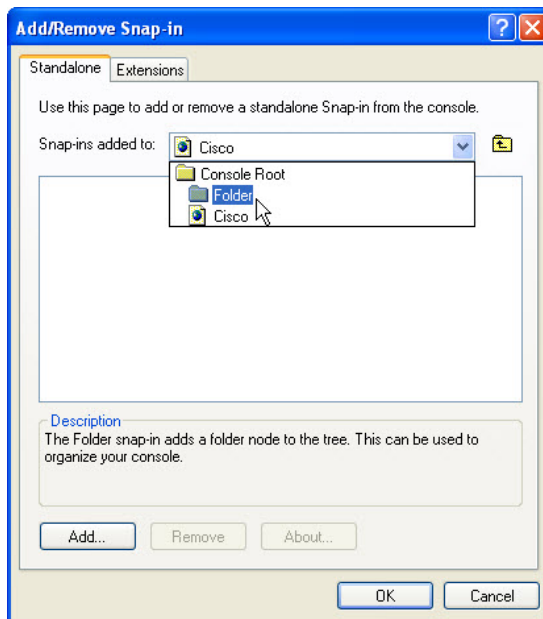 Add/Remove Snap-in
Standalone Extensions
Use this page to add or remove a standalone Snap-in from the console.
Snap-ins added to: Cisco
Console Root
Folder
Cisco
Description
The Folder snap-in adds a folder node to the tree. This can be used to
organize your console.
Add... Remove About...
OK Cancel